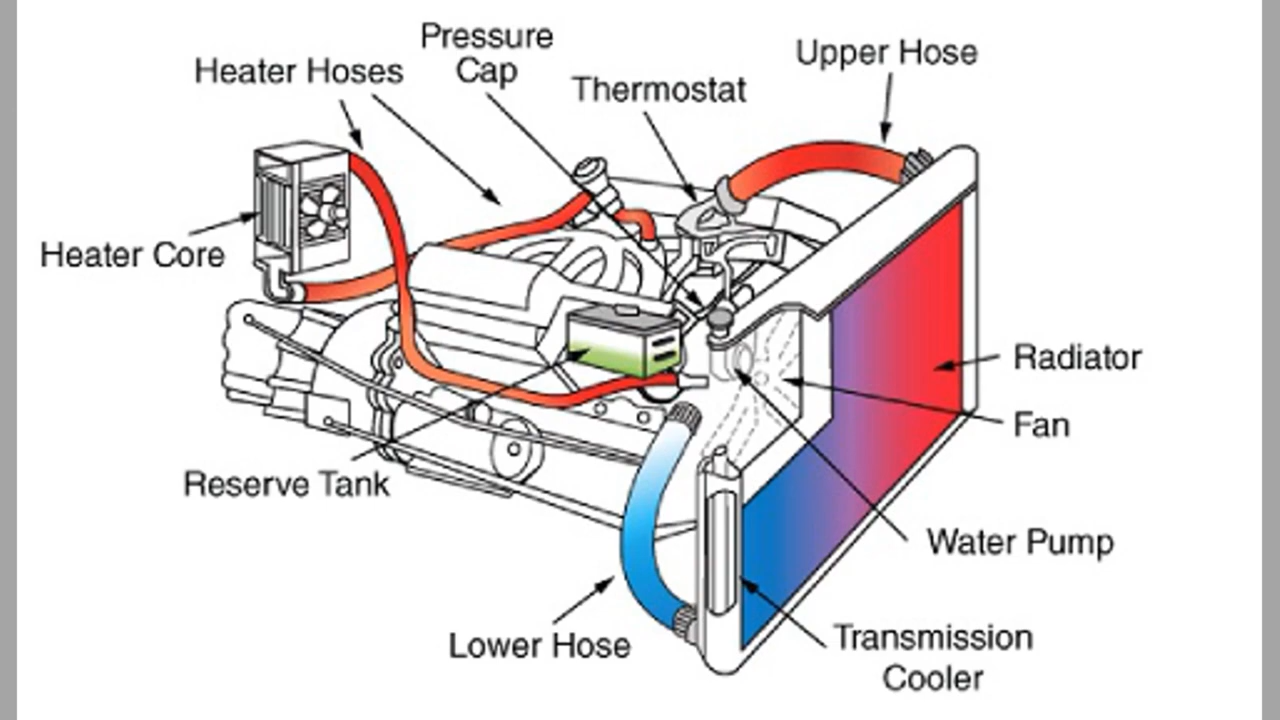 Pressure
Cap
Upper Hose
Heater Hoses
Thermostat
Heater Core
Radiator
Fan
Reserve Tank
Water Pump
Lower Hose
Transmission
Cooler